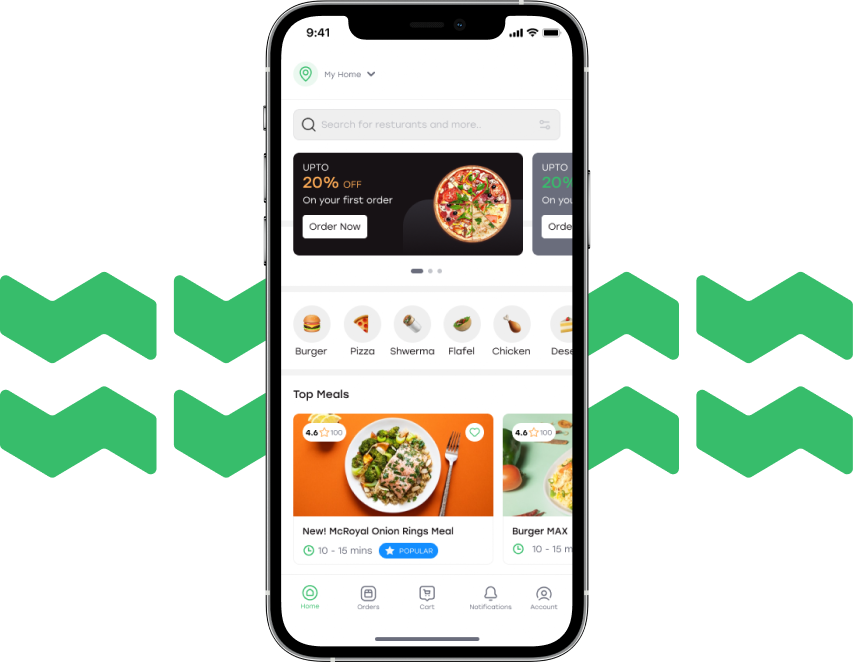 9:41
My Home
Search for resturants and more..
UPTO
20% OFF
On your first order
Order Now
UPTO
20%
On you
Orde
Burger Pizza Shwerma Flafel Chicken Dese
Top Meals
4.6 100
4.6 100
New! McRoyal Onion Rings Meal
10 - 15 mins POPULAR
Burger MAX
10 - 15 m
Home Orders Cart Notifications Account